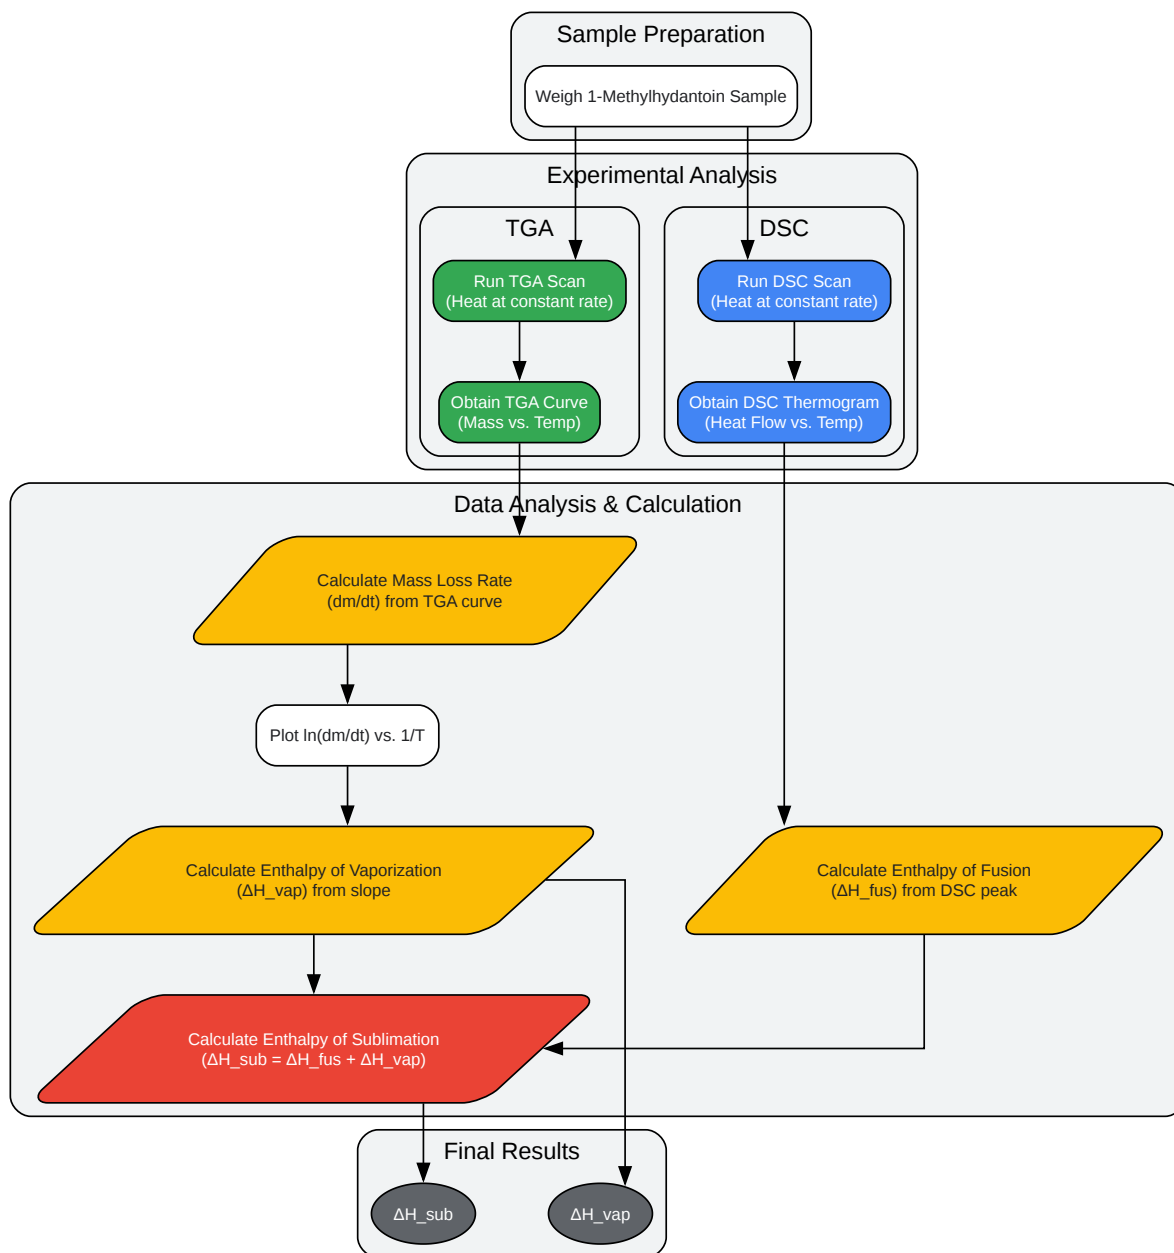 Sample Preparation
Weigh 1-Methylhydantoin Sample
Experimental Analysis
TGA
DSC
Run TGA Scan
(Heat at constant rate)
Run DSC Scan
(Heat at constant rate)
Obtain TGA Curve
(Mass vs. Temp)
Obtain DSC Thermogram
(Heat Flow vs. Temp)
Data Analysis & Calculation
Calculate Mass Loss Rate
(dm/dt) from TGA curve
Plot ln(dm/dt) vs. 1/T
Calculate Enthalpy of Vaporization
(ΔH_vap) from slope
Calculate Enthalpy of Fusion
(ΔH_fus) from DSC peak
Calculate Enthalpy of Sublimation
(ΔH_sub = ΔH_fus + ΔH_vap)
Final Results
ΔH_sub
ΔH_vap